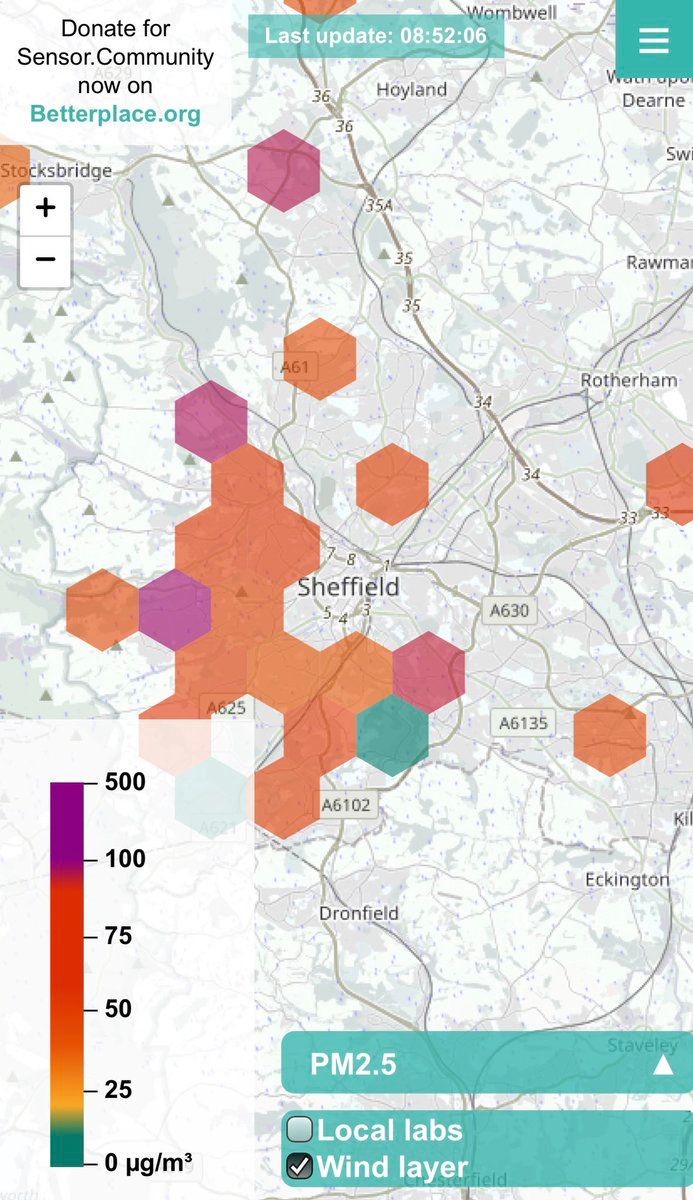 Donate for
Sensor.Community
now on
Betterplace.org
Last update: 08:52:06
Wombwell
A629
Hoyland
Dearne
36
36
Stocksbridge
Swi
+
−
35A
35
35
Rawmar
A61
Rotherham
34
34
33
33
7
8
1
Sheffield
5
4
3
A630
A625
A6135
500
A6102
A621
Kil
100
Eckington
75
Dronfield
50
25
Staveley
PM2.5
Local labs
0 µg/m³
Wind layer